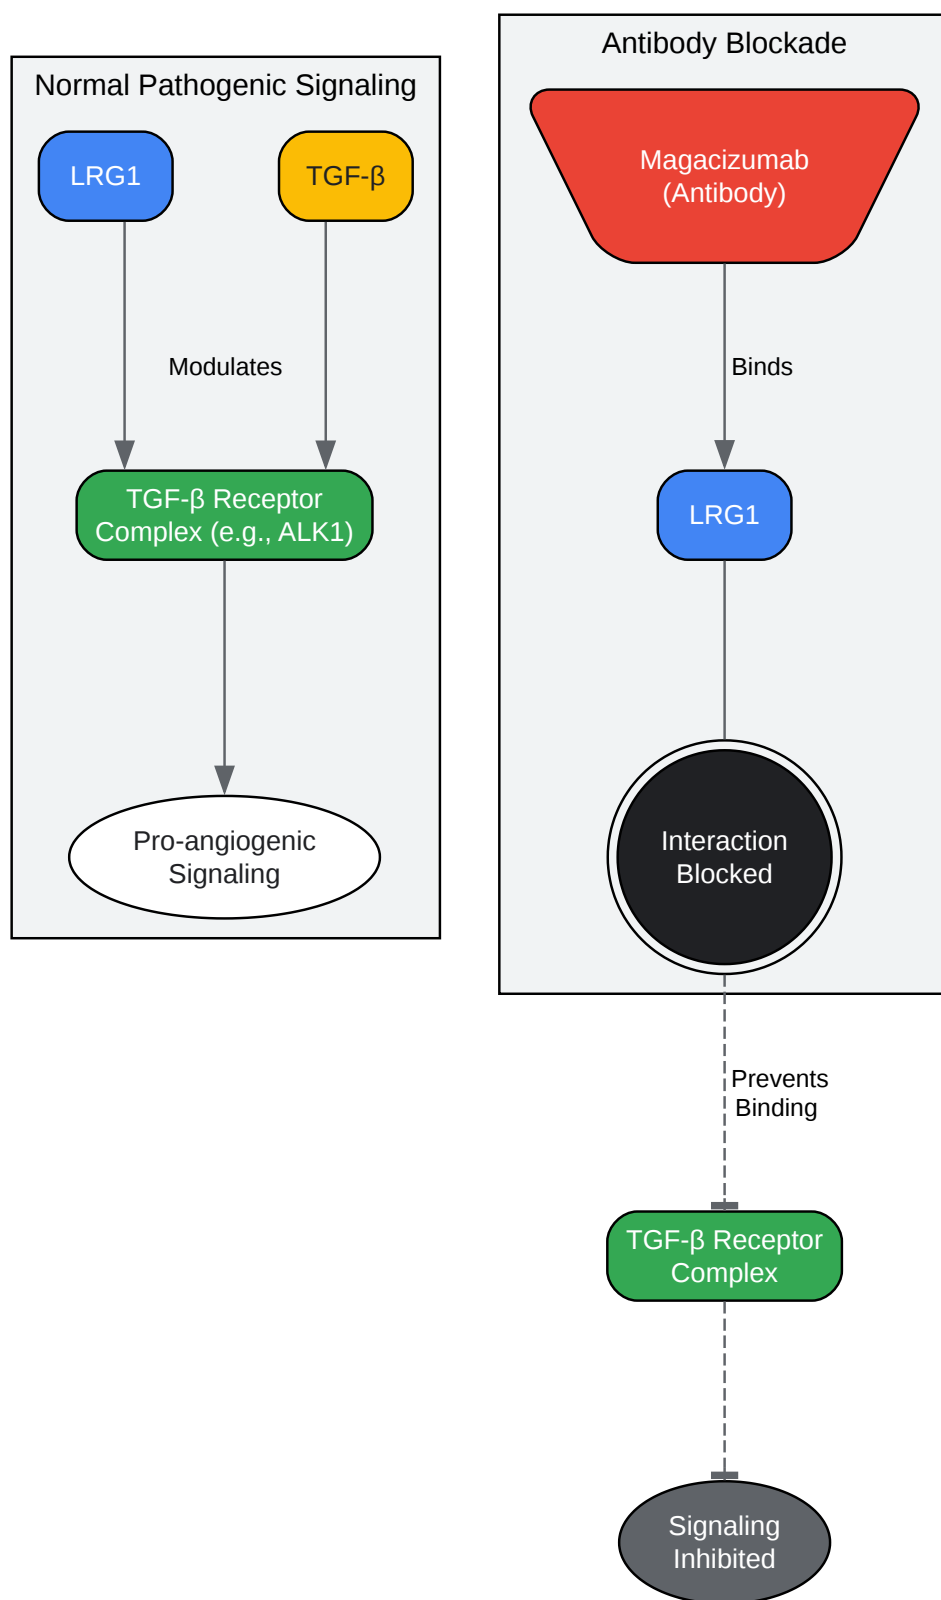 Normal Pathogenic Signaling
LRG1
TGF-β
Modulates
TGF-β Receptor
Complex (e.g., ALK1)
Pro-angiogenic
Signaling
Antibody Blockade
Magacizumab
(Antibody)
Binds
LRG1
Interaction
Blocked
Prevents
Binding
TGF-β Receptor
Complex
Signaling
Inhibited